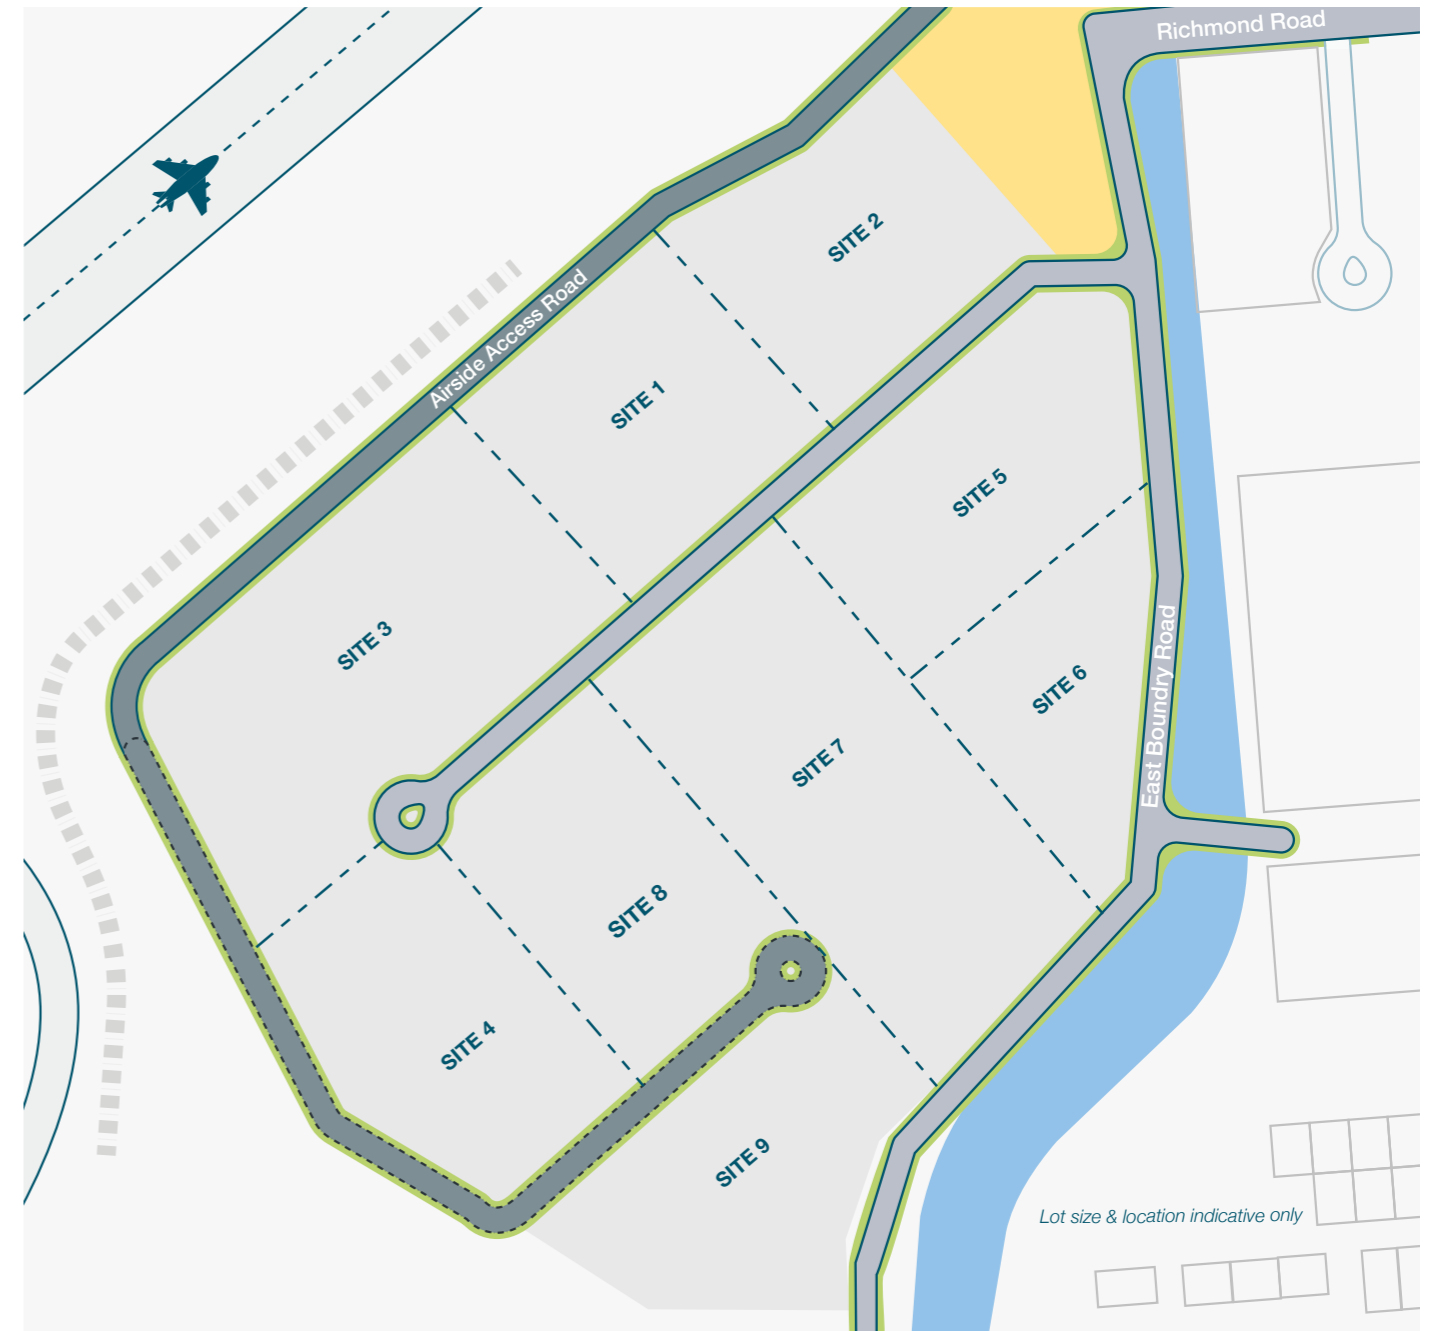 Richmond Road
SITE 2
Airside Access Road
SITE 1
SITE 5
SITE 3
SITE 6
East Boundry Road
SITE 7
SITE 8
SITE 4
SITE 9
Lot size & location indicative only